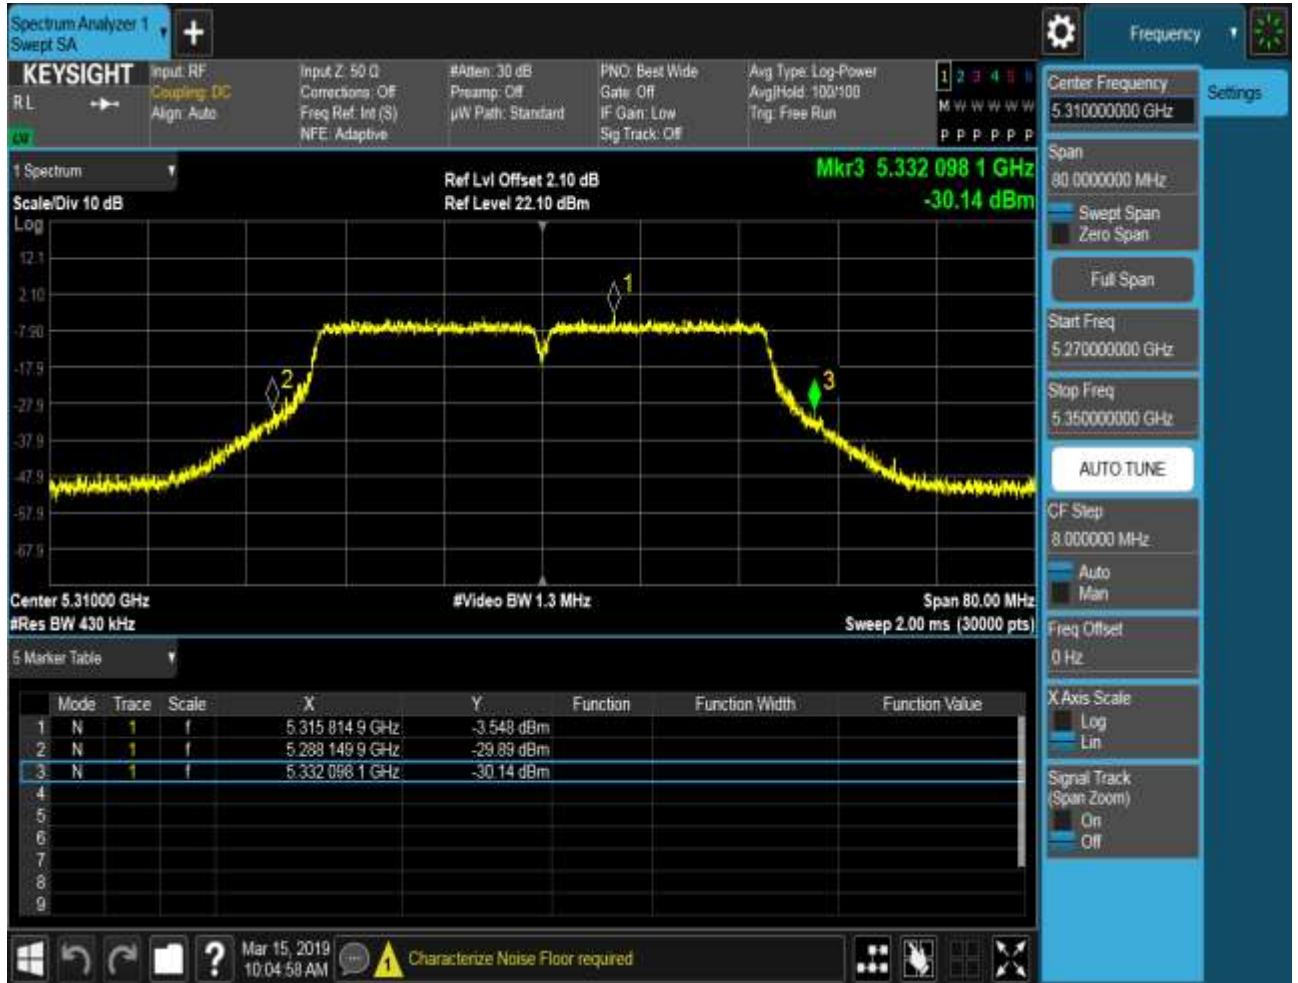 Spectrum Analyzer 1
Swept SA
+
Frequency
KEYSIGHT
RL
Input: RF
Coupling: DC
Align: Auto
Input Z: 50 Ω
Corrections: Off
Freq Ref: Int (S)
NFE: Adaptive
#Atten: 30 dB
Preamp: Off
µW Path: Standard
PNO: Best Wide
Gate: Off
IF Gain: Low
Sig Track: Off
Avg Type: Log-Power
Avg|Hold: 100/100
Trig: Free Run
1 2 3 4 5 6
M W W W W W
P P P P P P
1 Spectrum
Scale/Div 10 dB
Ref Lvl Offset 2.10 dB
Ref Level 22.10 dBm
Mkr3 5.332 098 1 GHz
-30.14 dBm
Log
12.1
2.10
-7.90
-17.9
-27.9
-37.9
-47.9
-57.9
-67.9
1
2
3
Center 5.31000 GHz
#Video BW 1.3 MHz
Span 80.00 MHz
#Res BW 430 kHz
Sweep 2.00 ms (30000 pts)
5 Marker Table
Mode Trace Scale X Y Function Function Width Function Value
1 N 1 f 5.315 814 9 GHz -3.548 dBm
2 N 1 f 5.288 149 9 GHz -29.89 dBm
3 N 1 f 5.332 098 1 GHz -30.14 dBm
4
5
6
7
8
9
Center Frequency
5.310000000 GHz
Settings
Span
80.0000000 MHz
Swept Span
Zero Span
Full Span
Start Freq
5.270000000 GHz
Stop Freq
5.350000000 GHz
AUTO TUNE
CF Step
8.000000 MHz
Auto
Man
Freq Offset
0 Hz
X Axis Scale
Log
Lin
Signal Track
(Span Zoom)
On
Off
?
Mar 15, 2019
10:04:58 AM
1
Characterize Noise Floor required